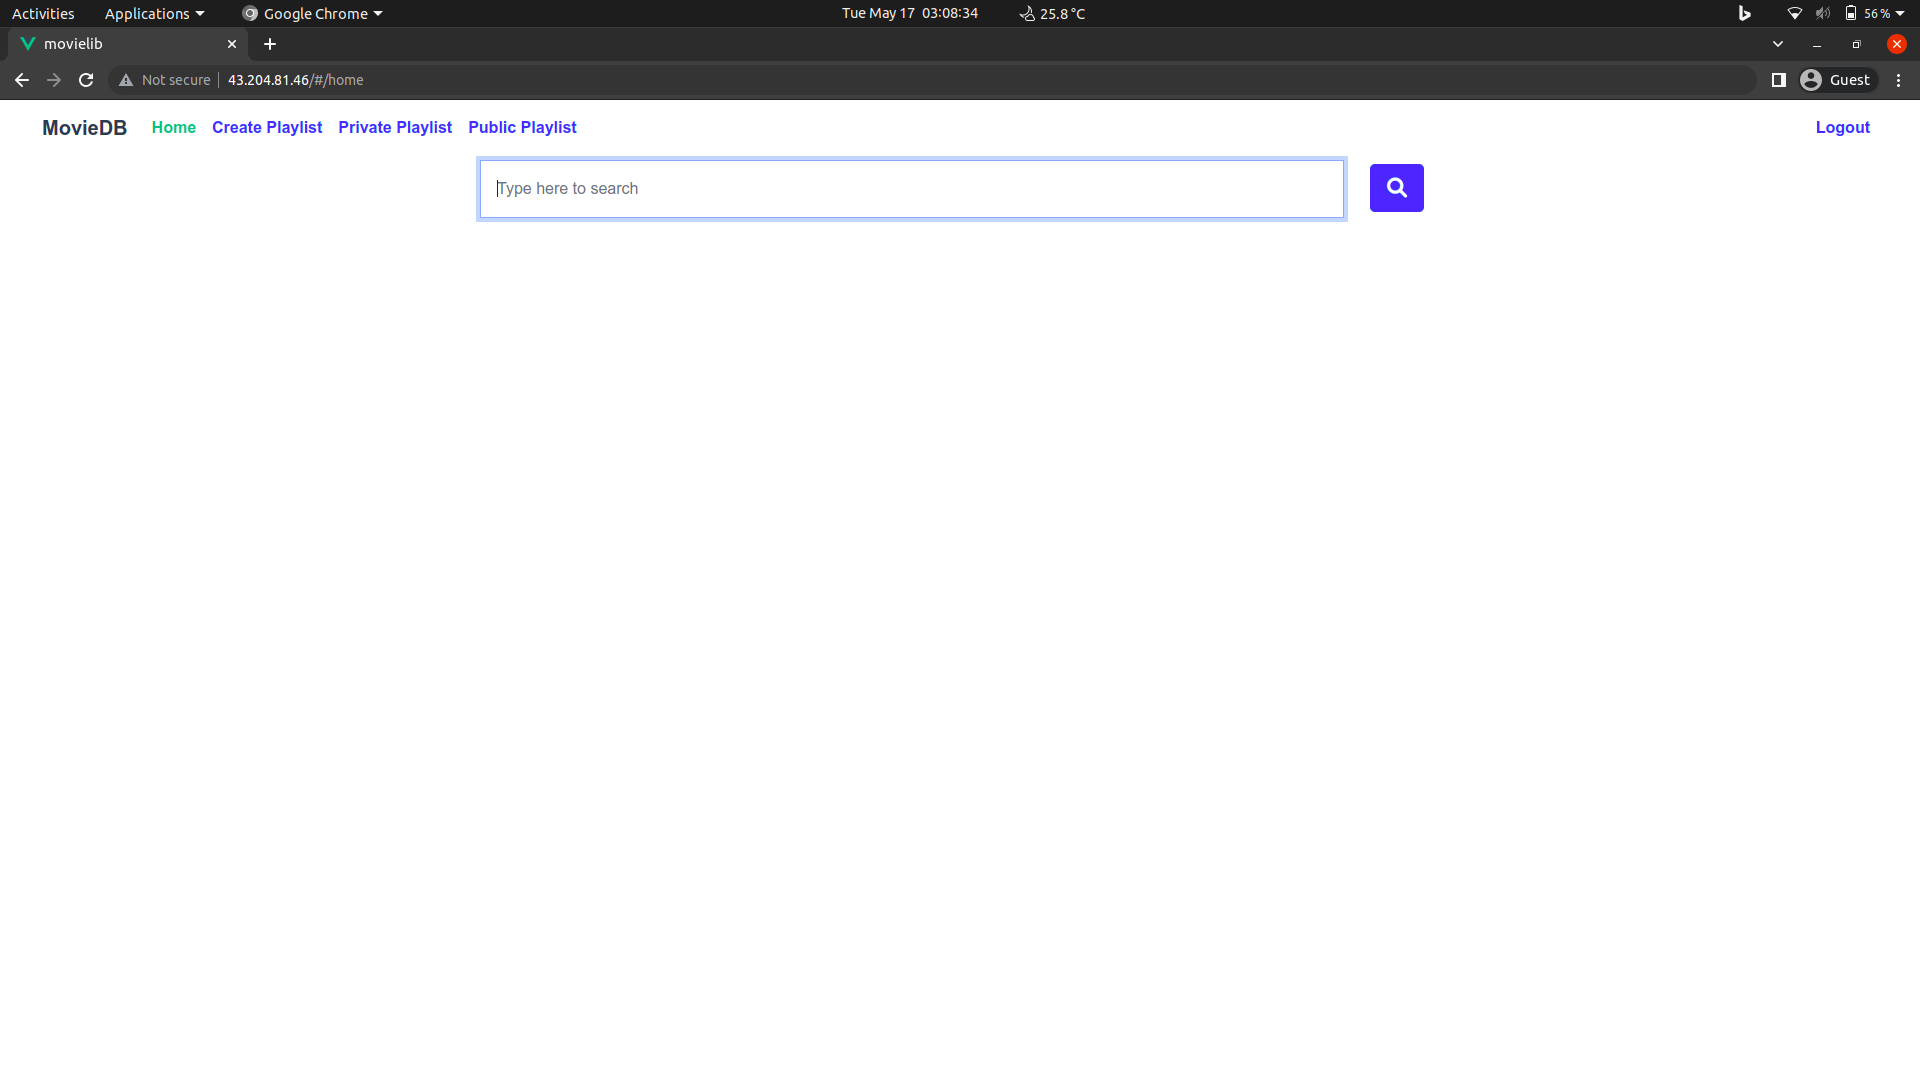 Activities Applications Google Chrome Tue May 17 03:08:34 25.8 °C 56 %
movielib
Not secure 43.204.81.46/#/home Guest
MovieDB Home Create Playlist Private Playlist Public Playlist Logout
Type here to search